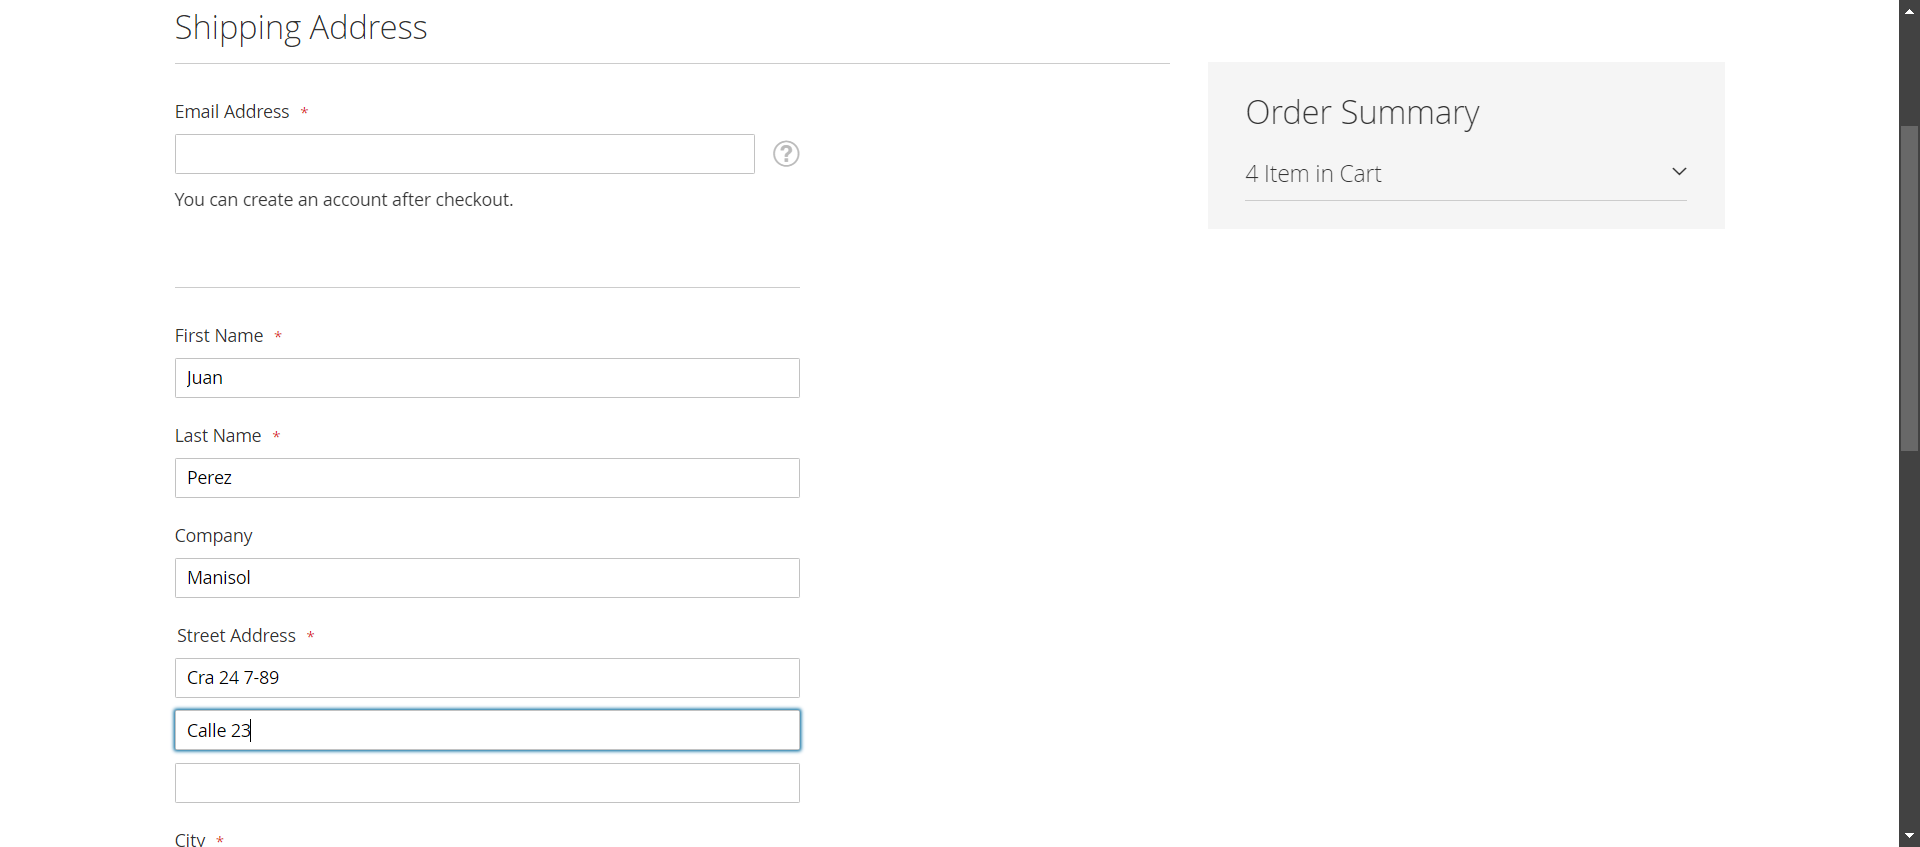 Shipping Address
Email Address *
You can create an account after checkout.
First Name *
Juan
Last Name *
Perez
Company
Manisol
Street Address *
Cra 24 7-89
Calle 23
City *
Order Summary
4 Item in Cart